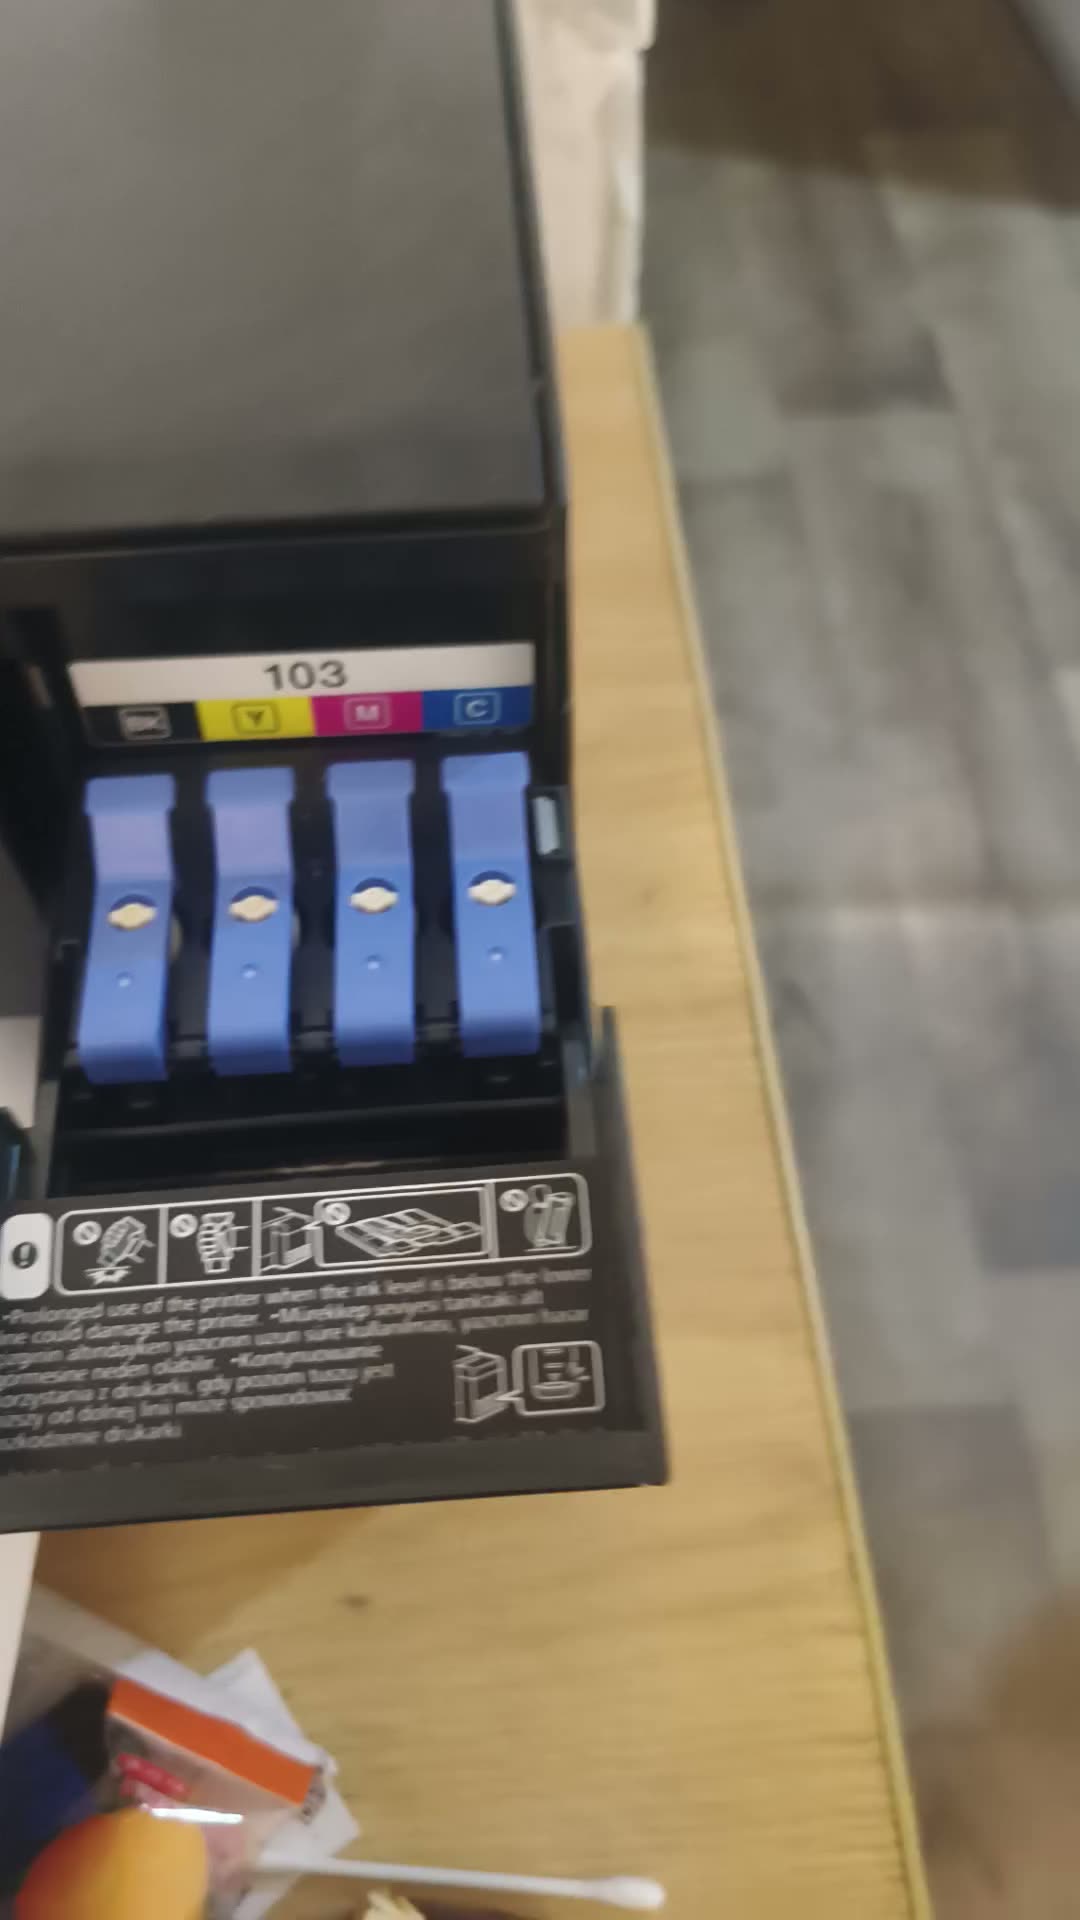 103
BK Y M C
•Prolonged use of the printer when the ink level is below the lower
line could damage the printer. •Mürekkep seviyesi tanktaki alt
çizginin altındayken yazıcının uzun süre kullanılması, yazıcının hasar
görmesine neden olabilir. •Kontynuowanie
korzystania z drukarki, gdy poziom tuszu jest
niższy od dolnej linii może spowodować
uszkodzenie drukarki.